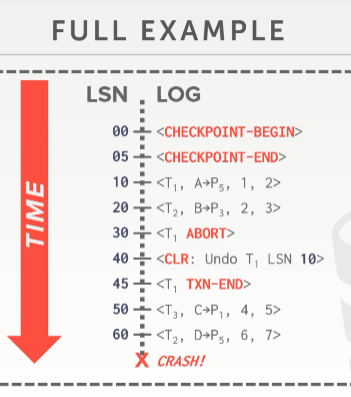 FULL EXAMPLE
LSN LOG
00 <CHECKPOINT-BEGIN>
05 <CHECKPOINT-END>
10 <T₁, A→P₅, 1, 2>
20 <T₂, B→P₃, 2, 3>
30 <T₁ ABORT>
40 <CLR: Undo T₁ LSN 10>
45 <T₁ TXN-END>
50 <T₃, C→P₁, 4, 5>
60 <T₂, D→P₅, 6, 7>
X CRASH!
TIME